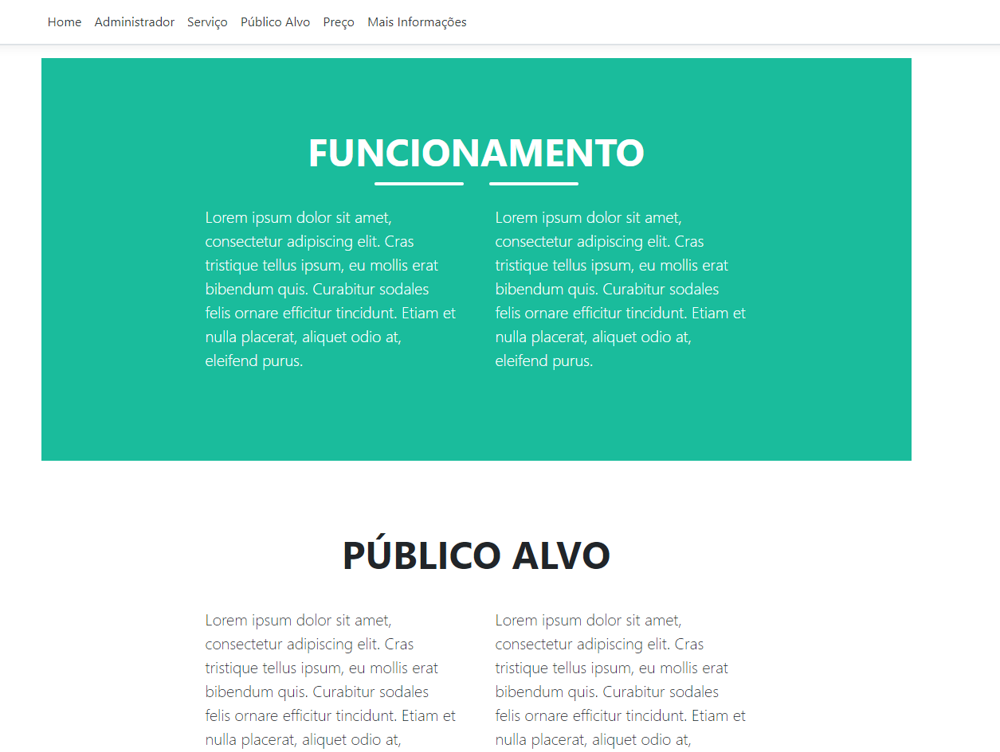 Home Administrador Serviço Público Alvo Preço Mais Informações
FUNCIONAMENTO
Lorem ipsum dolor sit amet,
consectetur adipiscing elit. Cras
tristique tellus ipsum, eu mollis erat
bibendum quis. Curabitur sodales
felis ornare efficitur tincidunt. Etiam et
nulla placerat, aliquet odio at,
eleifend purus.
Lorem ipsum dolor sit amet,
consectetur adipiscing elit. Cras
tristique tellus ipsum, eu mollis erat
bibendum quis. Curabitur sodales
felis ornare efficitur tincidunt. Etiam et
nulla placerat, aliquet odio at,
eleifend purus.
PÚBLICO ALVO
Lorem ipsum dolor sit amet,
consectetur adipiscing elit. Cras
tristique tellus ipsum, eu mollis erat
bibendum quis. Curabitur sodales
felis ornare efficitur tincidunt. Etiam et
nulla placerat, aliquet odio at,
Lorem ipsum dolor sit amet,
consectetur adipiscing elit. Cras
tristique tellus ipsum, eu mollis erat
bibendum quis. Curabitur sodales
felis ornare efficitur tincidunt. Etiam et
nulla placerat, aliquet odio at,